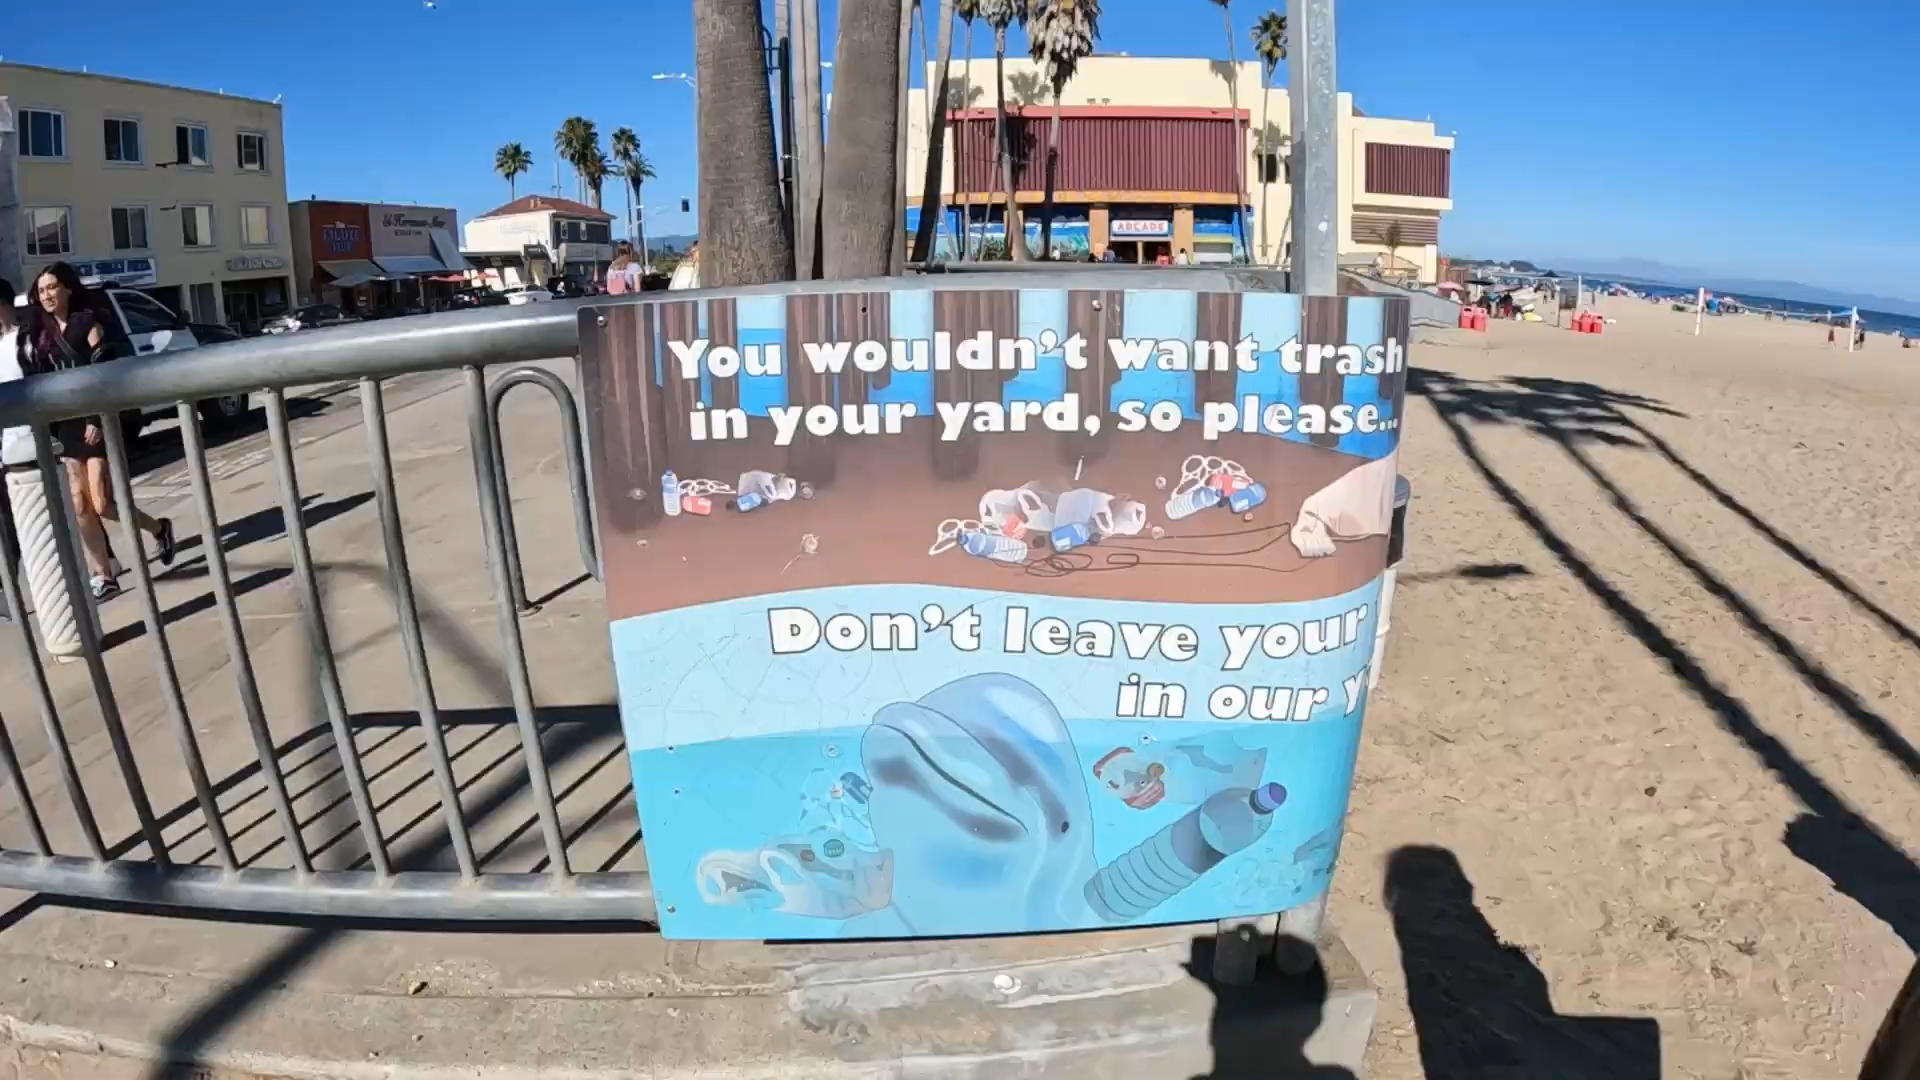 You wouldn't want trash
in your yard, so please...
Don't leave your
in our
ARCADE